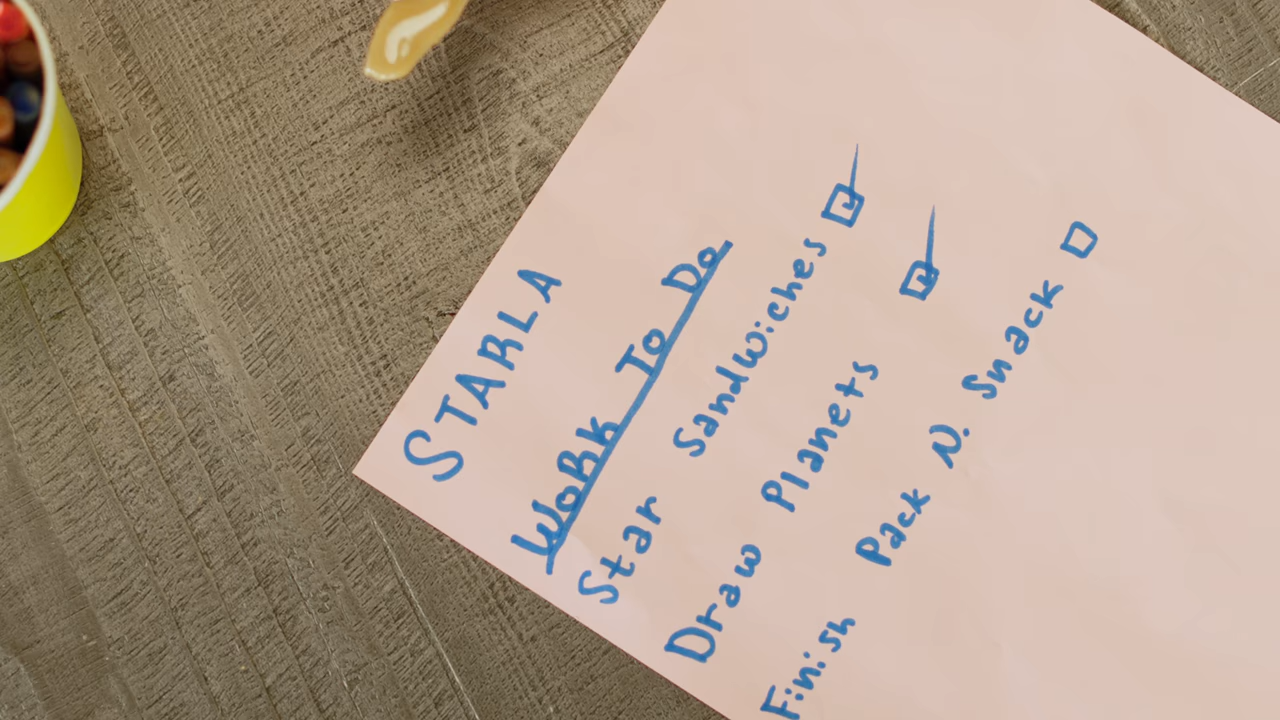 STARLA
Work To Do
Star Sandwiches ☑
Draw Planets ☑
Finish Pack N. Snack ☐